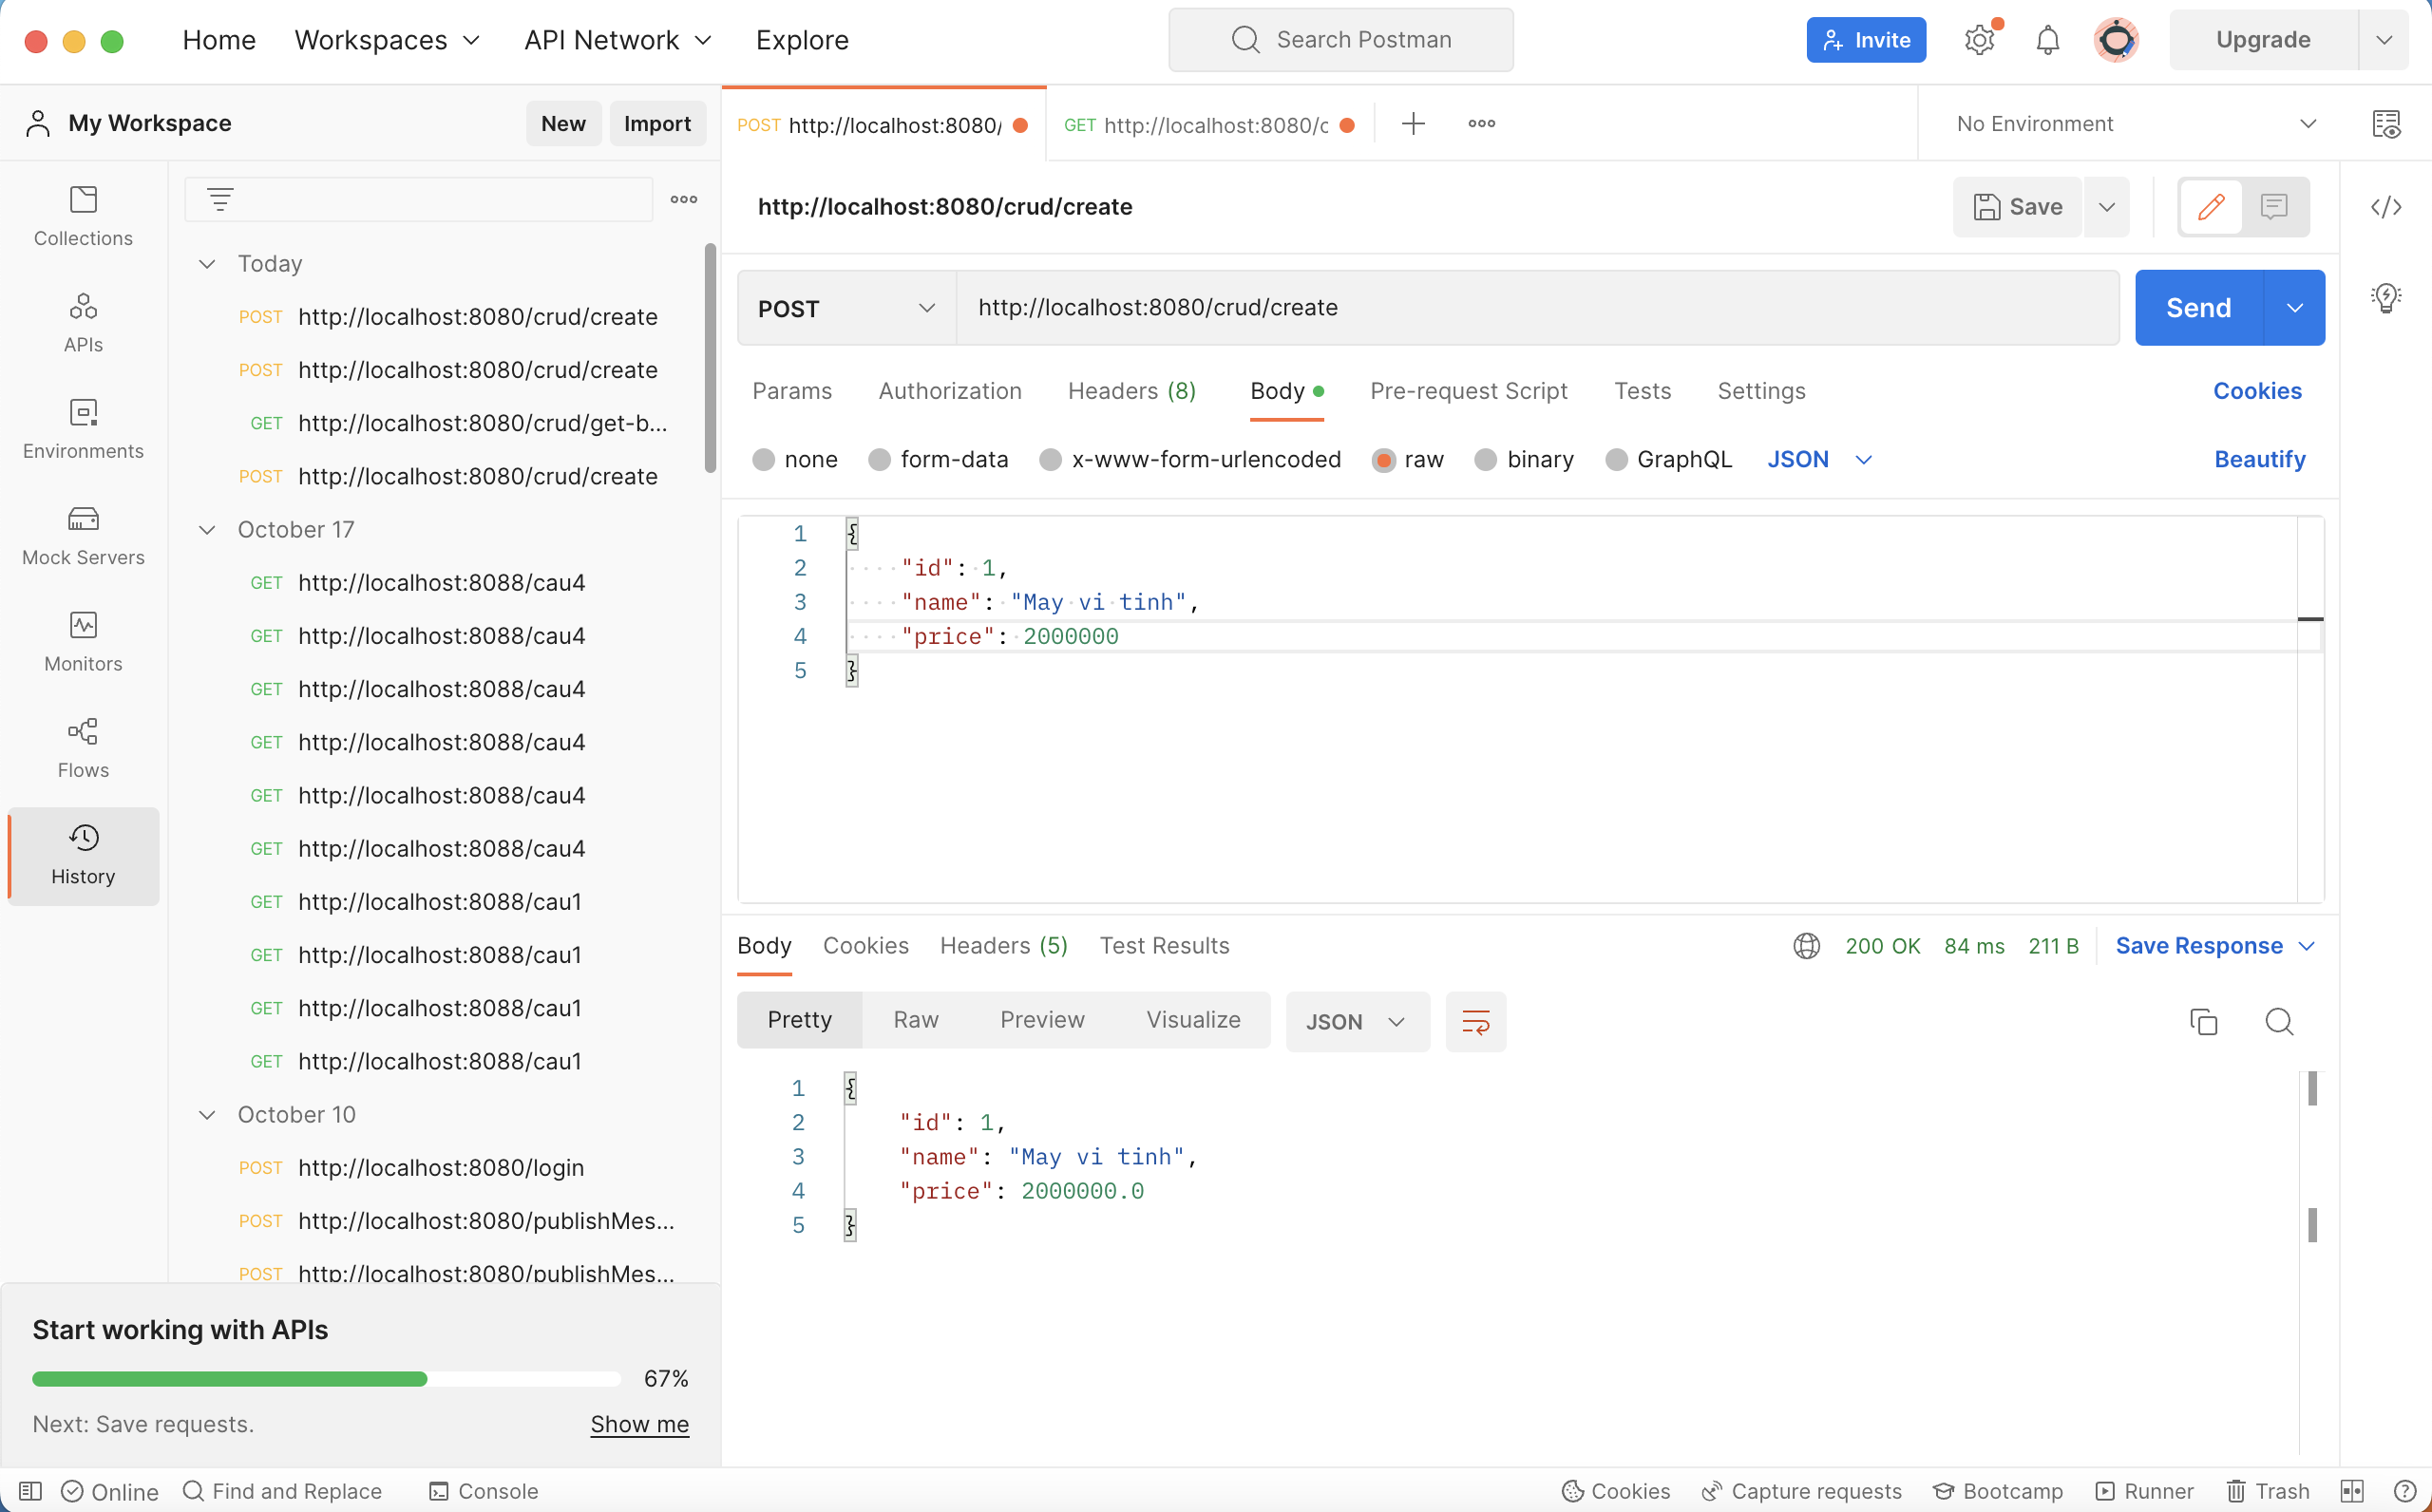 Home Workspaces API Network Explore Search Postman Invite Upgrade
My Workspace New Import
POST http://localhost:8080/ GET http://localhost:8080/c No Environment
Collections
APIs
Environments
Mock Servers
Monitors
Flows
History
Today
POST http://localhost:8080/crud/create
POST http://localhost:8080/crud/create
GET http://localhost:8080/crud/get-b...
POST http://localhost:8080/crud/create
October 17
GET http://localhost:8088/cau4
GET http://localhost:8088/cau4
GET http://localhost:8088/cau4
GET http://localhost:8088/cau4
GET http://localhost:8088/cau4
GET http://localhost:8088/cau4
GET http://localhost:8088/cau1
GET http://localhost:8088/cau1
GET http://localhost:8088/cau1
GET http://localhost:8088/cau1
October 10
POST http://localhost:8080/login
POST http://localhost:8080/publishMes...
POST http://localhost:8080/publishMes...
Start working with APIs
67%
Next: Save requests. Show me
http://localhost:8080/crud/create Save
POST http://localhost:8080/crud/create Send
Params Authorization Headers (8) Body Pre-request Script Tests Settings Cookies
none form-data x-www-form-urlencoded raw binary GraphQL JSON Beautify
1 {
2 "id": 1,
3 "name": "May vi tinh",
4 "price": 2000000
5 }
Body Cookies Headers (5) Test Results 200 OK 84 ms 211 B Save Response
Pretty Raw Preview Visualize JSON
1 {
2 "id": 1,
3 "name": "May vi tinh",
4 "price": 2000000.0
5 }
Online Find and Replace Console Cookies Capture requests Bootcamp Runner Trash